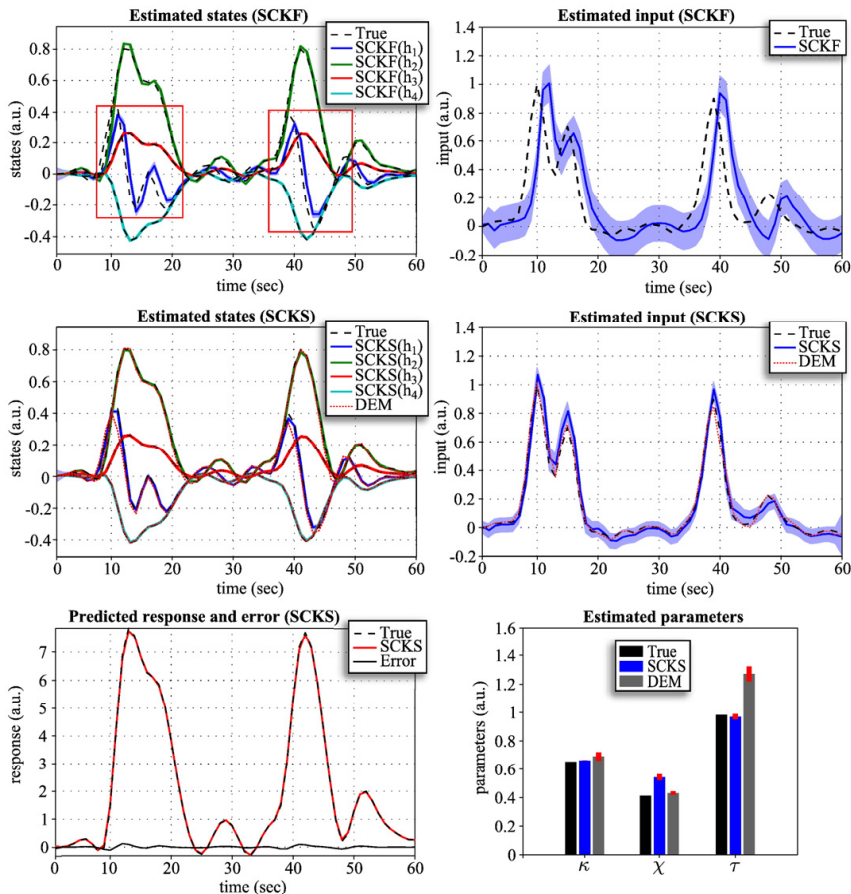 Estimated states (SCKF)
True
SCKF(h₁)
SCKF(h₂)
SCKF(h₃)
SCKF(h₄)
states (a.u.)
0.8
0.6
0.4
0.2
0
-0.2
-0.4
0 10 20 30 40 50 60
time (sec)
Estimated input (SCKF)
True
SCKF
input (a.u.)
1.4
1.2
1
0.8
0.6
0.4
0.2
0
-0.2
0 10 20 30 40 50 60
time (sec)
Estimated states (SCKS)
True
SCKS(h₁)
SCKS(h₂)
SCKS(h₃)
SCKS(h₄)
DEM
states (a.u.)
0.8
0.6
0.4
0.2
0
-0.2
-0.4
0 10 20 30 40 50 60
time (sec)
Estimated input (SCKS)
True
SCKS
DEM
input (a.u.)
1.4
1.2
1
0.8
0.6
0.4
0.2
0
-0.2
0 10 20 30 40 50 60
time (sec)
Predicted response and error (SCKS)
True
SCKS
Error
response (a.u.)
7
6
5
4
3
2
1
0
0 10 20 30 40 50 60
time (sec)
Estimated parameters
True
SCKS
DEM
parameters (a.u.)
1.6
1.4
1.2
1
0.8
0.6
0.4
0.2
0
κ χ τ